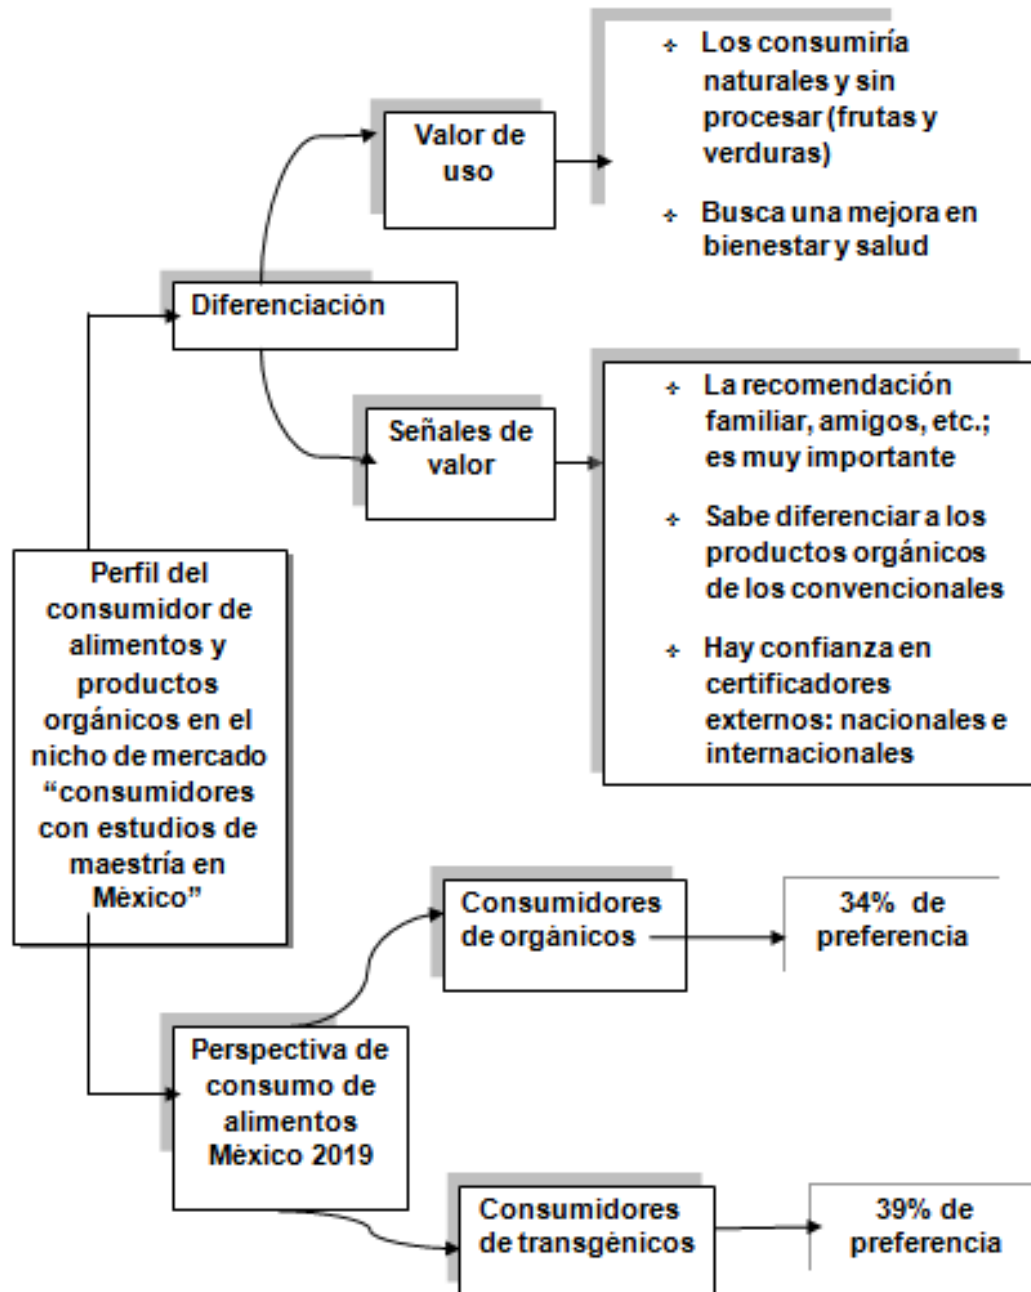 Los consumiría
naturales y sin
procesar (frutas y
verduras)
Busca una mejora en
bienestar y salud
Valor de
uso
Diferenciación
Señales de
valor
La recomendación
familiar, amigos, etc.;
es muy importante
Sabe diferenciar a los
productos orgánicos
de los convencionales
Hay confianza en
certificadores
externos: nacionales e
internacionales
Perfil del
consumidor de
alimentos y
productos
orgánicos en el
nicho de mercado
“consumidores
con estudios de
maestría en
México”
Consumidores
de orgánicos
34% de
preferencia
Perspectiva de
consumo de
alimentos
México 2019
Consumidores
de transgénicos
39% de
preferencia